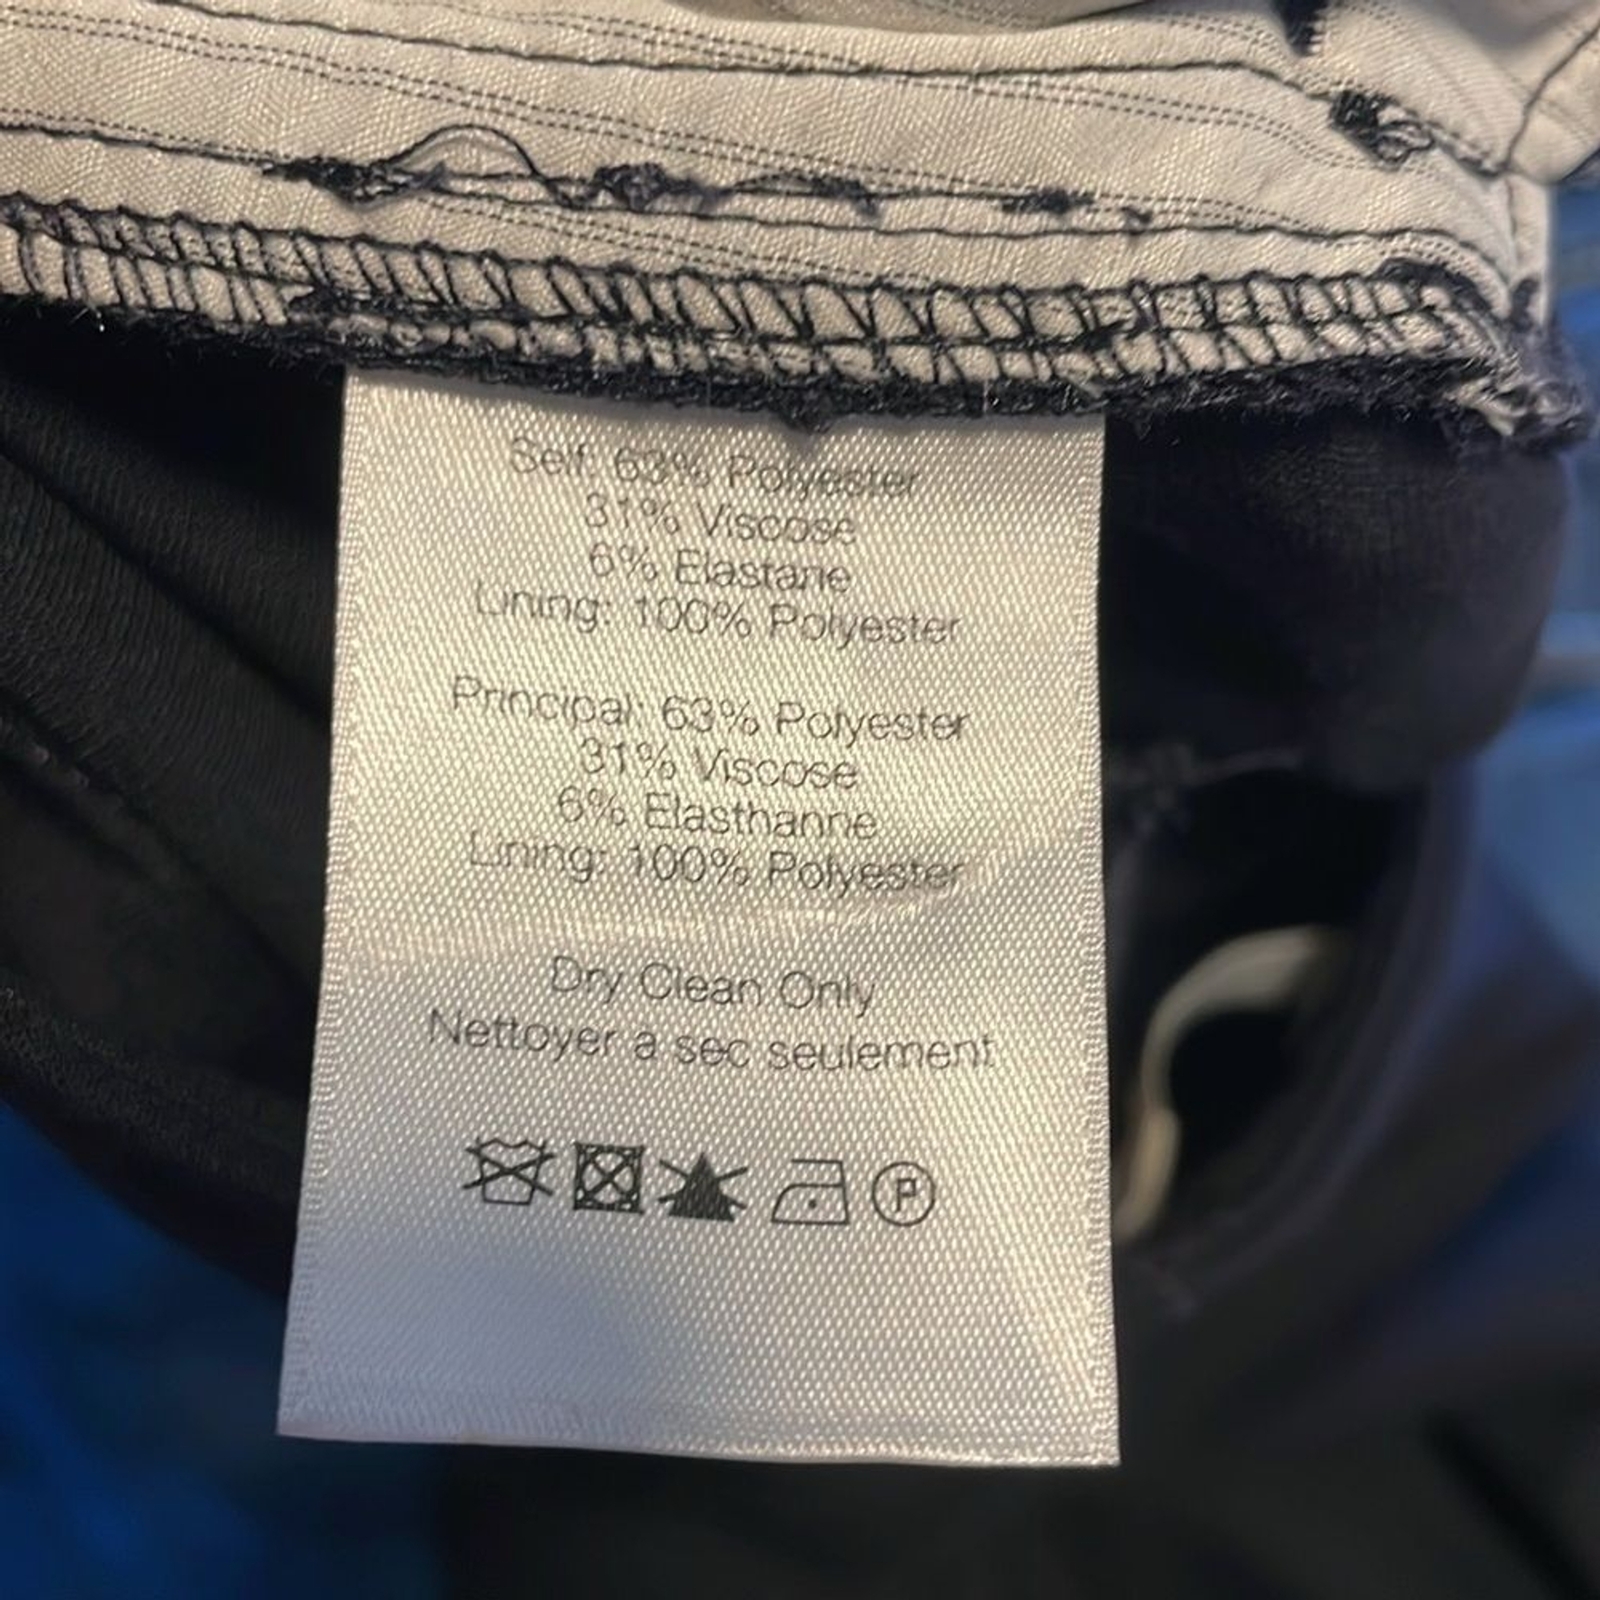 Self: 63% Polyester
31% Viscose
6% Elastane
Lining: 100% Polyester
Principal: 63% Polyester
31% Viscose
6% Elasthanne
Lining: 100% Polyester
Dry Clean Only
Nettoyer a sec seulement
P